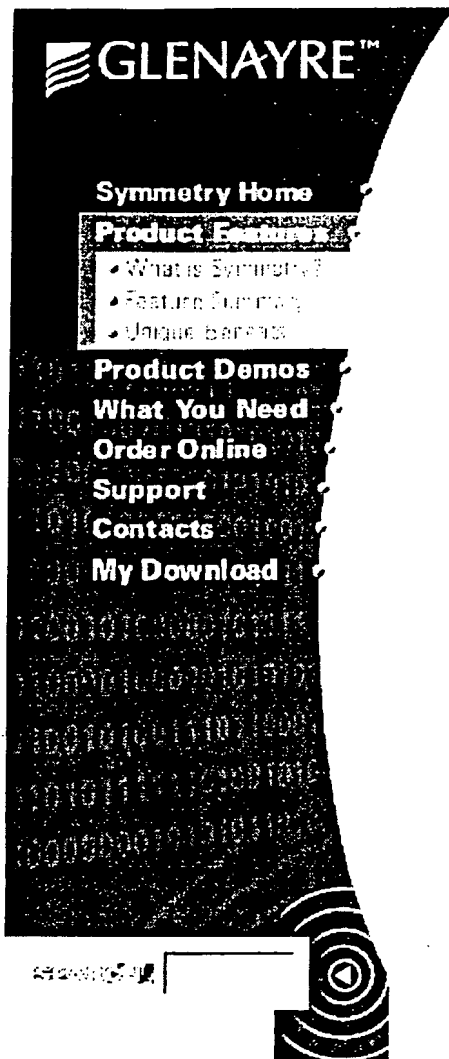 GLENAYRE™
Symmetry Home
Product Features
What is Symmetry?
Feature Summary
Unique Benefits
Product Demos
What You Need
Order Online
Support
Contacts
My Download